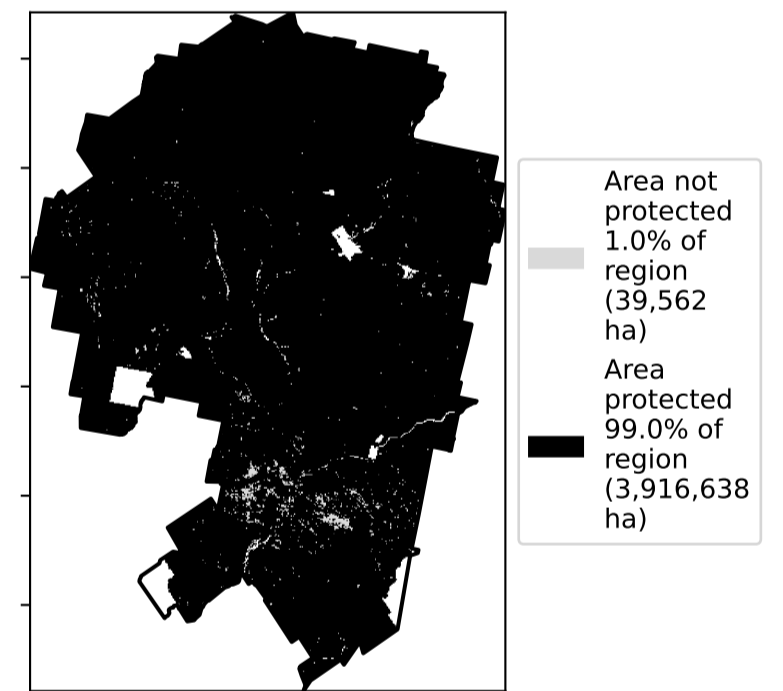 Area not
protected
1.0% of
region
(39,562
ha)
Area
protected
99.0% of
region
(3,916,638
ha)